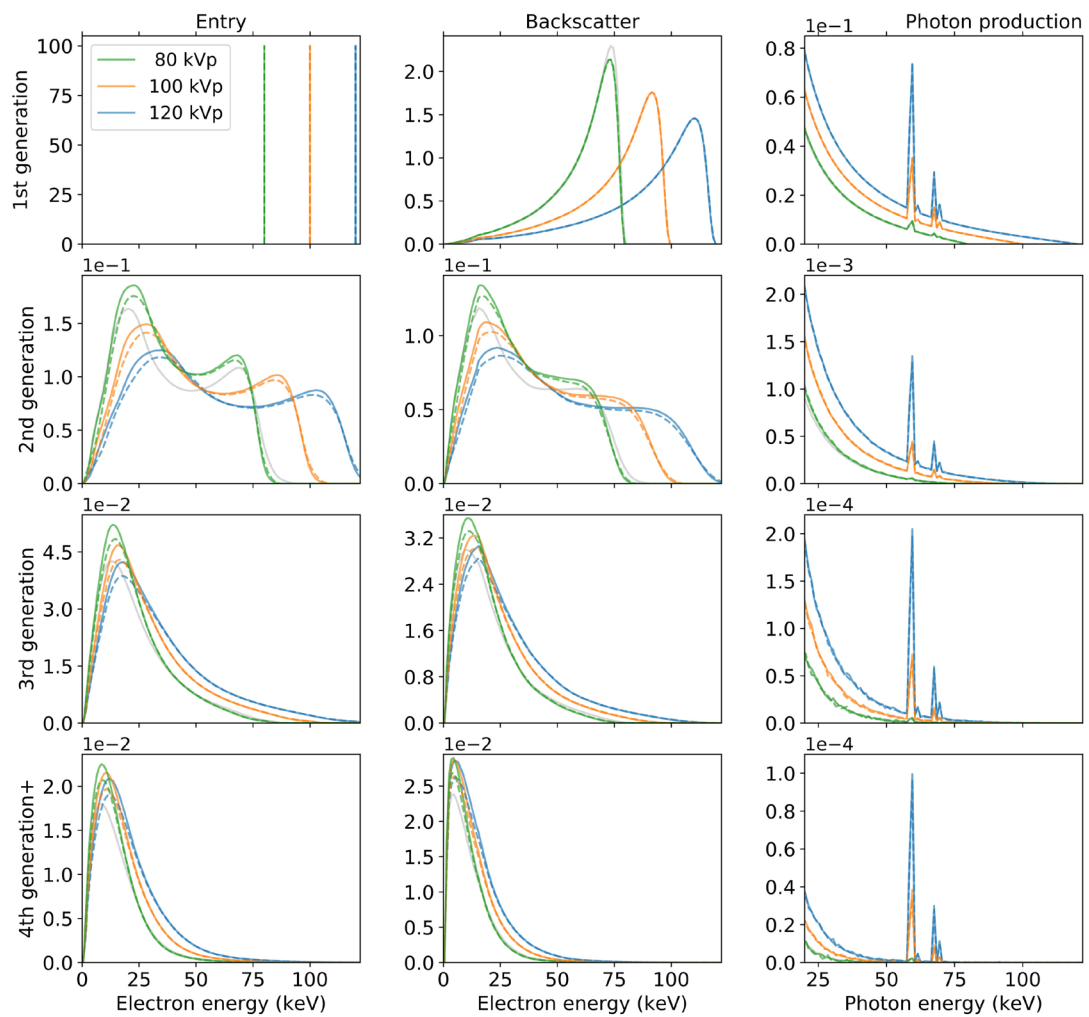 Entry
Backscatter
Photon production
1st generation
100
75
50
25
0
80 kVp
100 kVp
120 kVp
2.0
1.5
1.0
0.5
0.0
1e−1
0.8
0.6
0.4
0.2
0.0
2nd generation
1e−1
1.5
1.0
0.5
0.0
1e−1
1.0
0.5
0.0
1e−3
2.0
1.5
1.0
0.5
0.0
3rd generation
1e−2
4.5
3.0
1.5
0.0
1e−2
3.2
2.4
1.6
0.8
0.0
1e−4
2.0
1.5
1.0
0.5
0.0
4th generation+
1e−2
2.0
1.5
1.0
0.5
0.0
1e−2
2.5
2.0
1.5
1.0
0.5
0.0
1e−4
1.0
0.8
0.6
0.4
0.2
0.0
0 25 50 75 100
0 25 50 75 100
25 50 75 100
Electron energy (keV)
Electron energy (keV)
Photon energy (keV)